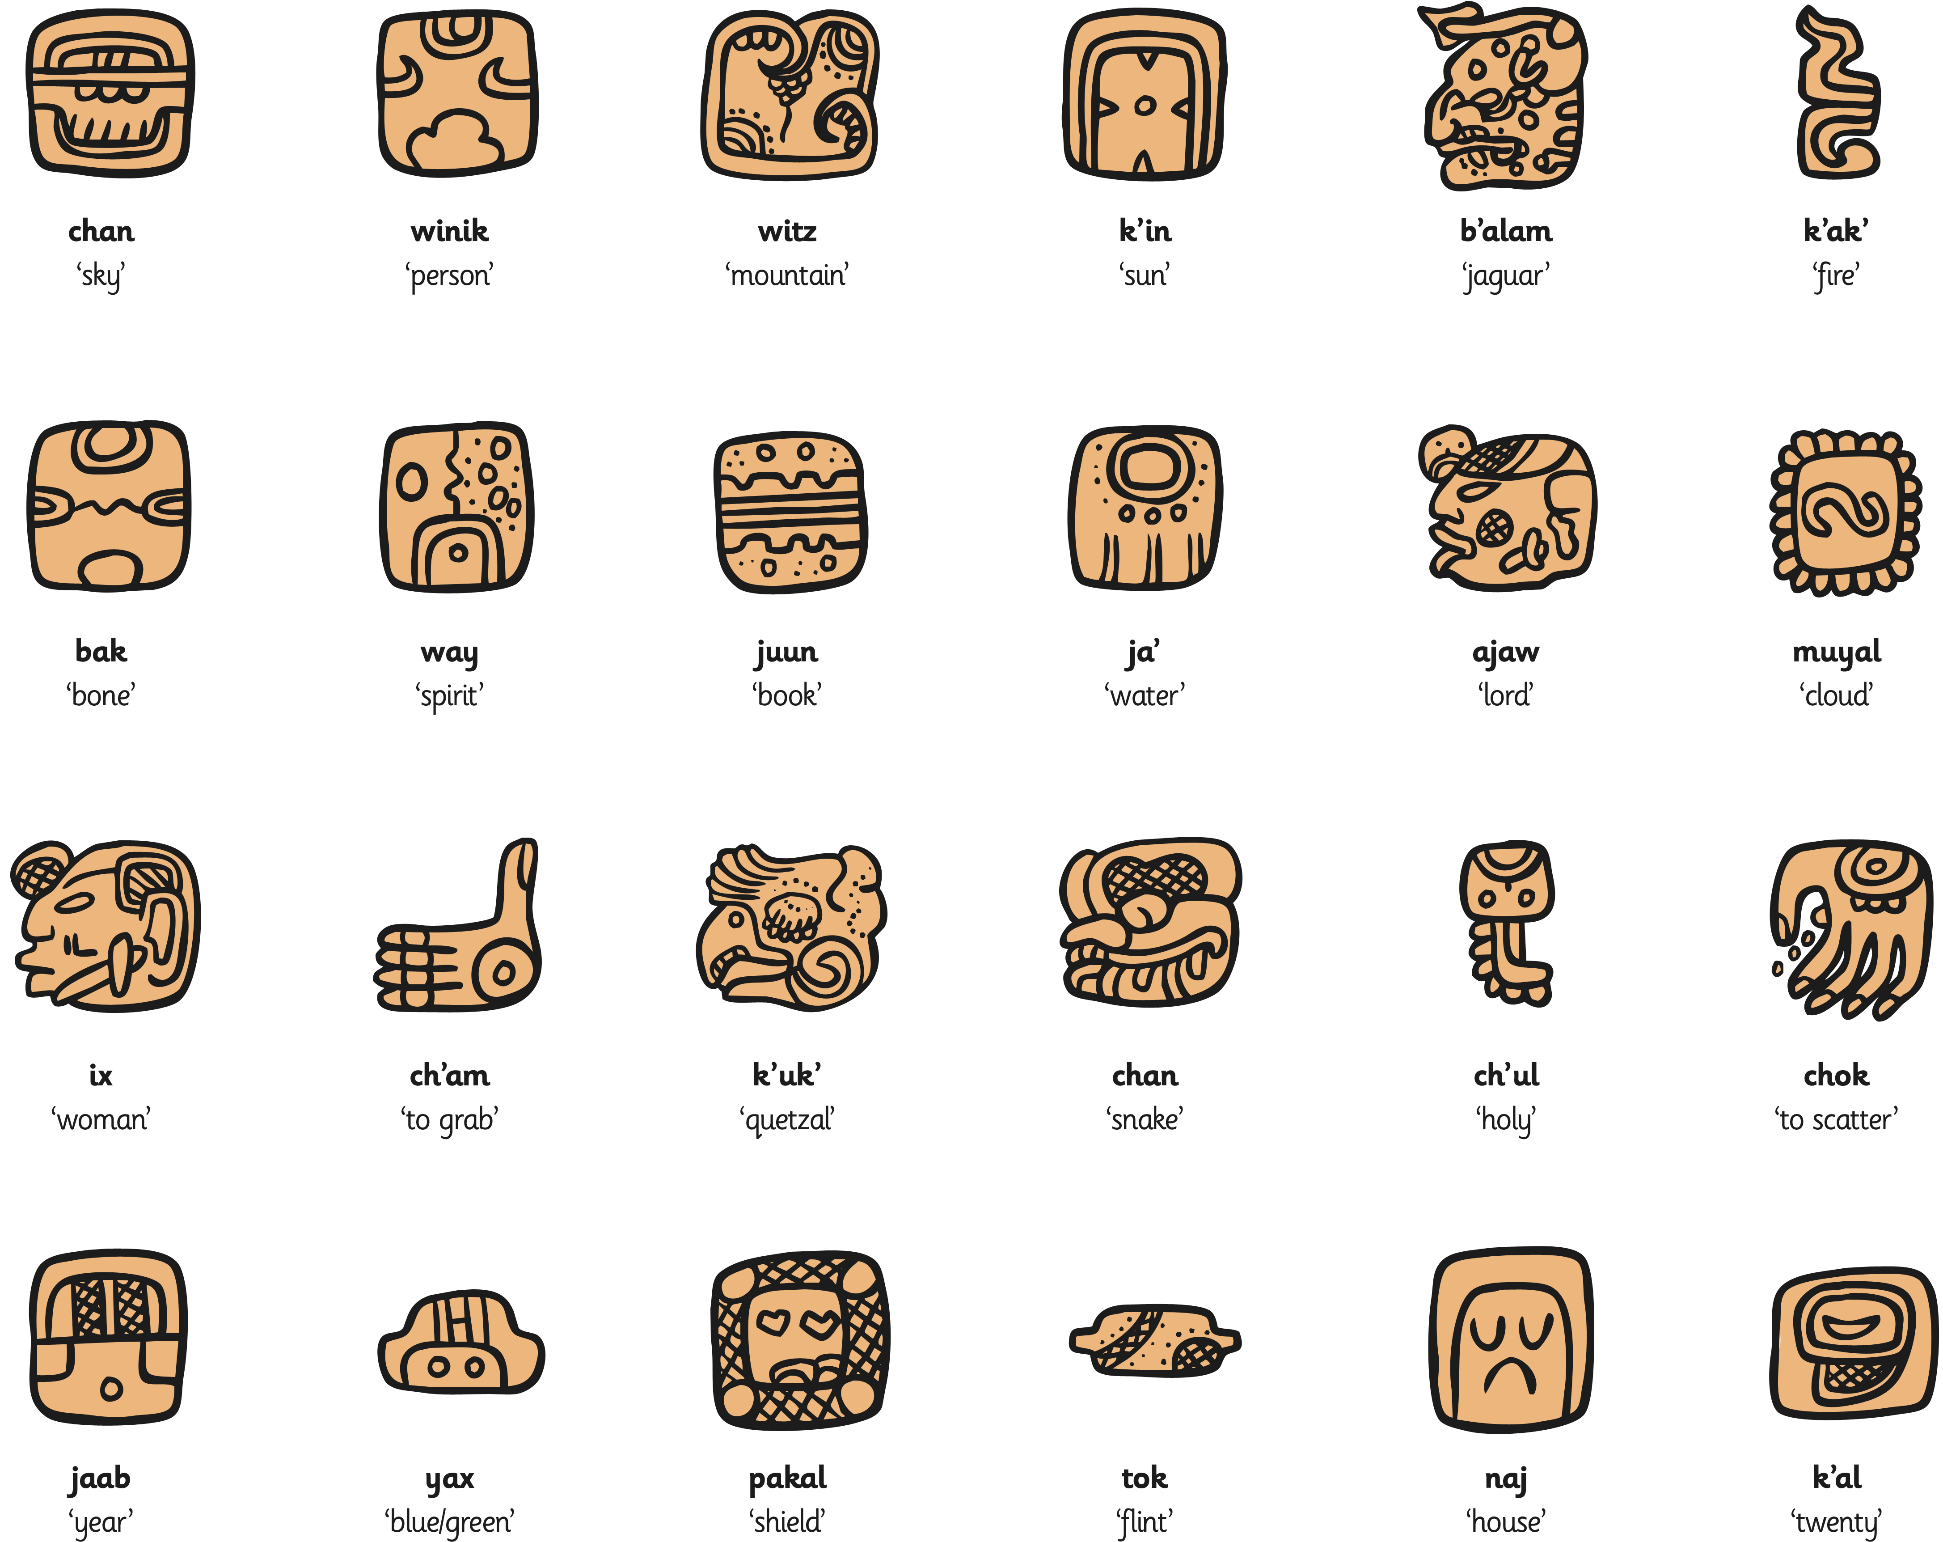 chan winik witz k’in b’alam k’ak’
‘sky’ ‘person’ ‘mountain’ ‘sun’ ‘jaguar’ ‘fire’
bak way juun ja’ ajaw muyal
‘bone’ ‘spirit’ ‘book’ ‘water’ ‘lord’ ‘cloud’
ix ch’am k’uk’ chan ch’ul chok
‘woman’ ‘to grab’ ‘quetzal’ ‘snake’ ‘holy’ ‘to scatter’
jaab yax pakal tok naj k’al
‘year’ ‘blue/green’ ‘shield’ ‘flint’ ‘house’ ‘twenty’